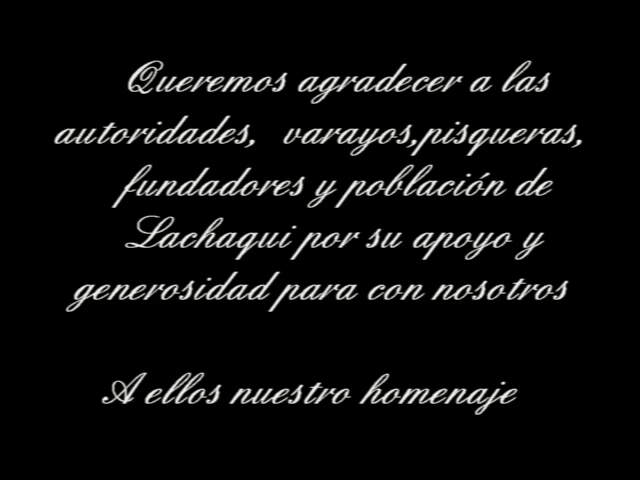 Queremos agradecer a las
autoridades, varayos,pisqueras,
fundadores y población de
Lachaqui por su apoyo y
generosidad para con nosotros
A ellos nuestro homenaje